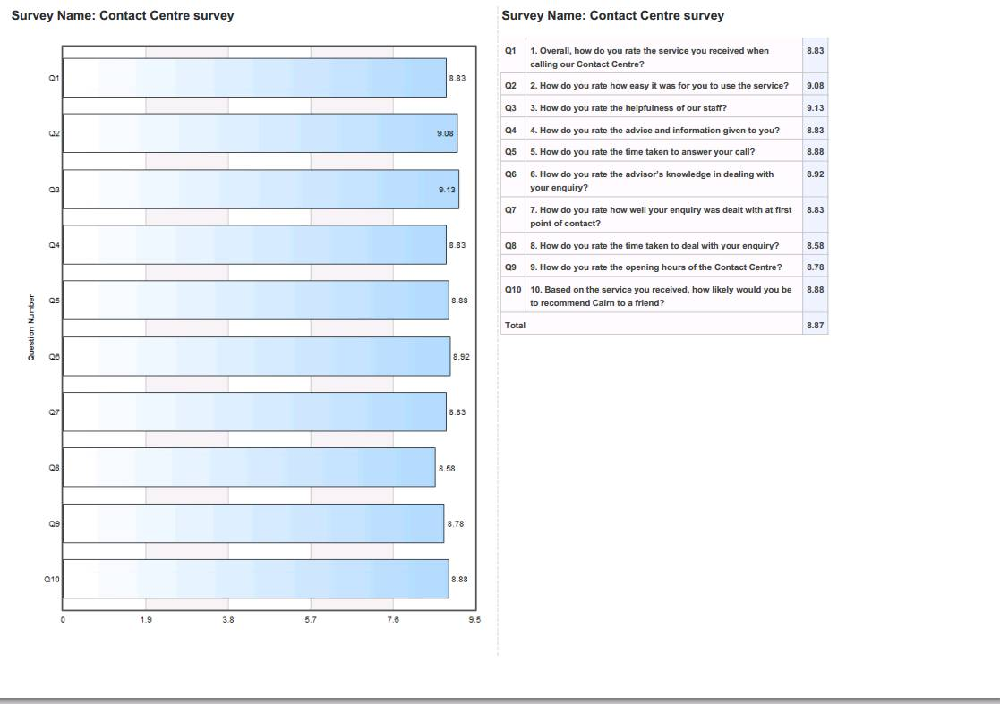 Survey Name: Contact Centre survey
Question Number
Q1
8.83
Q2
9.08
Q3
9.13
Q4
8.83
Q5
8.88
Q6
8.92
Q7
8.83
Q8
8.58
Q9
8.78
Q10
8.88
0 1.9 3.8 5.7 7.6 9.5
Survey Name: Contact Centre survey
Q1 1. Overall, how do you rate the service you received when 8.83
calling our Contact Centre?
Q2 2. How do you rate how easy it was for you to use the service? 9.08
Q3 3. How do you rate the helpfulness of our staff? 9.13
Q4 4. How do you rate the advice and information given to you? 8.83
Q5 5. How do you rate the time taken to answer your call? 8.88
Q6 6. How do you rate the advisor's knowledge in dealing with 8.92
your enquiry?
Q7 7. How do you rate how well your enquiry was dealt with at first 8.83
point of contact?
Q8 8. How do you rate the time taken to deal with your enquiry? 8.58
Q9 9. How do you rate the opening hours of the Contact Centre? 8.78
Q10 10. Based on the service you received, how likely would you be 8.88
to recommend Cairn to a friend?
Total 8.87